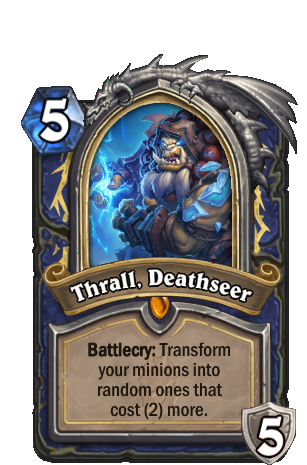 5
Thrall, Deathseer
Battlecry: Transform
your minions into
random ones that
cost (2) more.
5